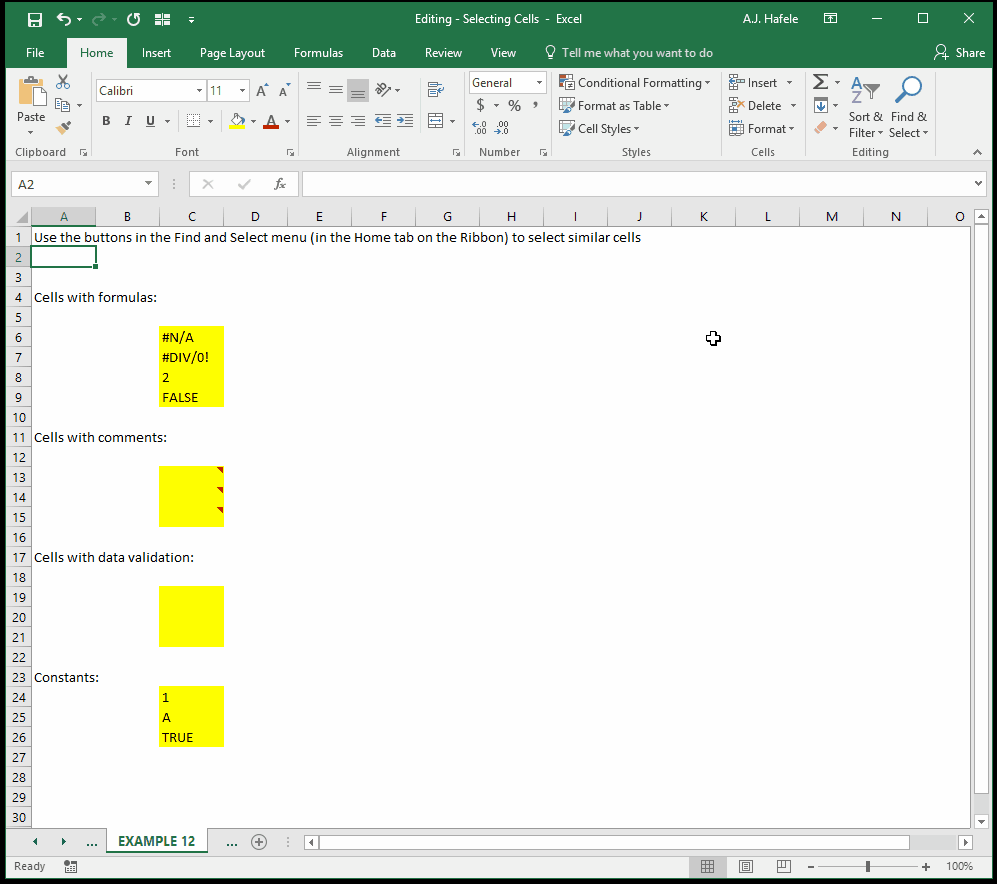 Editing - Selecting Cells - Excel
A.J. Hafele
File Home Insert Page Layout Formulas Data Review View Tell me what you want to do Share
Paste
Clipboard
Calibri 11
A A
B I U A
Font
Alignment
General
$ % ,
.0 .00
.00 .0
Number
Conditional Formatting
Format as Table
Cell Styles
Styles
Insert
Delete
Format
Cells
Σ
A
Z
Sort &
Filter
Find &
Select
Editing
A2 fx
A B C D E F G H I J K L M N O
1 Use the buttons in the Find and Select menu (in the Home tab on the Ribbon) to select similar cells
2
3
4 Cells with formulas:
5
6 #N/A
7 #DIV/0!
8 2
9 FALSE
10
11 Cells with comments:
12
13
14
15
16
17 Cells with data validation:
18
19
20
21
22
23 Constants:
24 1
25 A
26 TRUE
27
28
29
30
... EXAMPLE 12 ...
Ready 100%